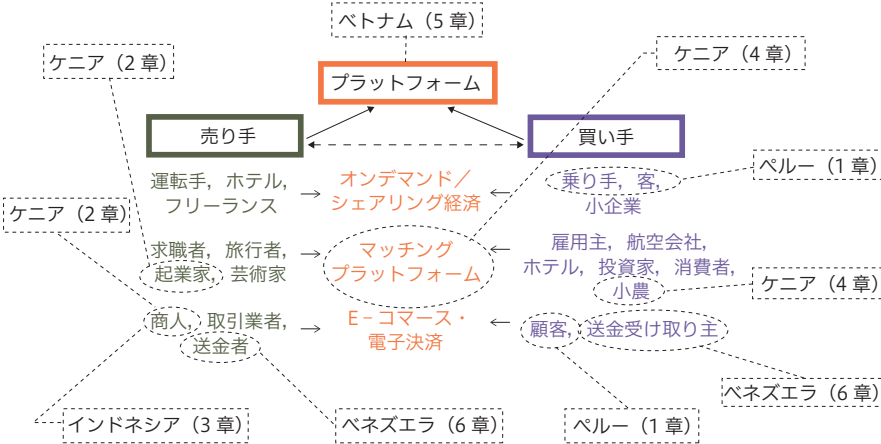 ベトナム（5 章）
ケニア（2 章）
ケニア（4 章）
プラットフォーム
売り手
買い手
運転手，ホテル，
フリーランス
オンデマンド／
シェアリング経済
乗り手，客，
小企業
ペルー（1 章）
ケニア（2 章）
求職者，旅行者，
起業家，芸術家
マッチング
プラットフォーム
雇用主，航空会社，
ホテル，投資家，消費者，
小農
ケニア（4 章）
商人，取引業者，
送金者
E－コマース・
電子決済
顧客，送金受け取り主
ベネズエラ（6 章）
インドネシア（3 章）
ベネズエラ（6 章）
ペルー（1 章）